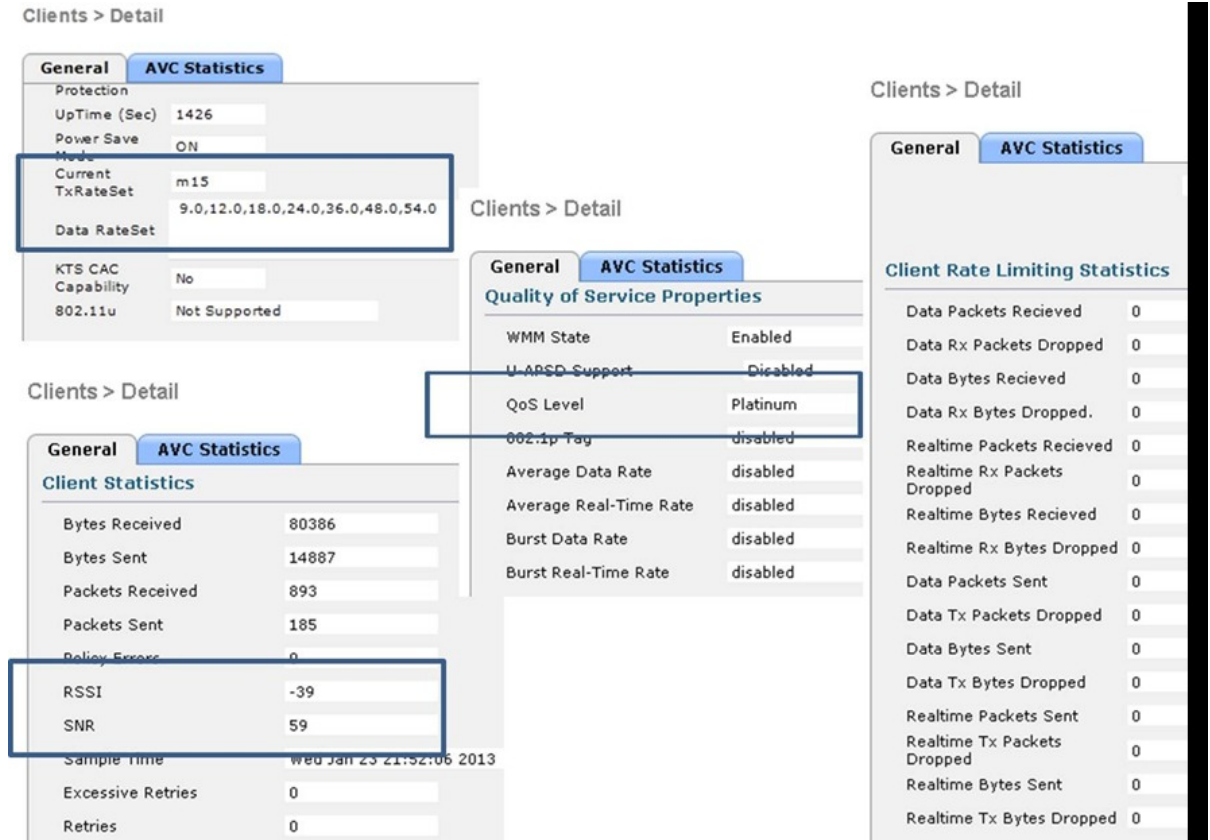 Clients > Detail
General AVC Statistics
Protection
UpTime (Sec) 1426
Power Save
Mode ON
Current
TxRateSet m15
9.0,12.0,18.0,24.0,36.0,48.0,54.0
Data RateSet
KTS CAC
Capability No
802.11u Not Supported
Clients > Detail
General AVC Statistics
Client Statistics
Bytes Received 80386
Bytes Sent 14887
Packets Received 893
Packets Sent 185
Policy Errors 0
RSSI -39
SNR 59
Sample Time Wed Jan 23 21:52:06 2013
Excessive Retries 0
Retries 0
Clients > Detail
General AVC Statistics
Quality of Service Properties
WMM State Enabled
U-APSD Support Disabled
QoS Level Platinum
802.1p Tag disabled
Average Data Rate disabled
Average Real-Time Rate disabled
Burst Data Rate disabled
Burst Real-Time Rate disabled
Clients > Detail
General AVC Statistics
Client Rate Limiting Statistics
Data Packets Recieved 0
Data Rx Packets Dropped 0
Data Bytes Recieved 0
Data Rx Bytes Dropped. 0
Realtime Packets Recieved 0
Realtime Rx Packets
Dropped 0
Realtime Bytes Recieved 0
Realtime Rx Bytes Dropped 0
Data Packets Sent 0
Data Tx Packets Dropped 0
Data Bytes Sent 0
Data Tx Bytes Dropped 0
Realtime Packets Sent 0
Realtime Tx Packets
Dropped 0
Realtime Bytes Sent 0
Realtime Tx Bytes Dropped 0